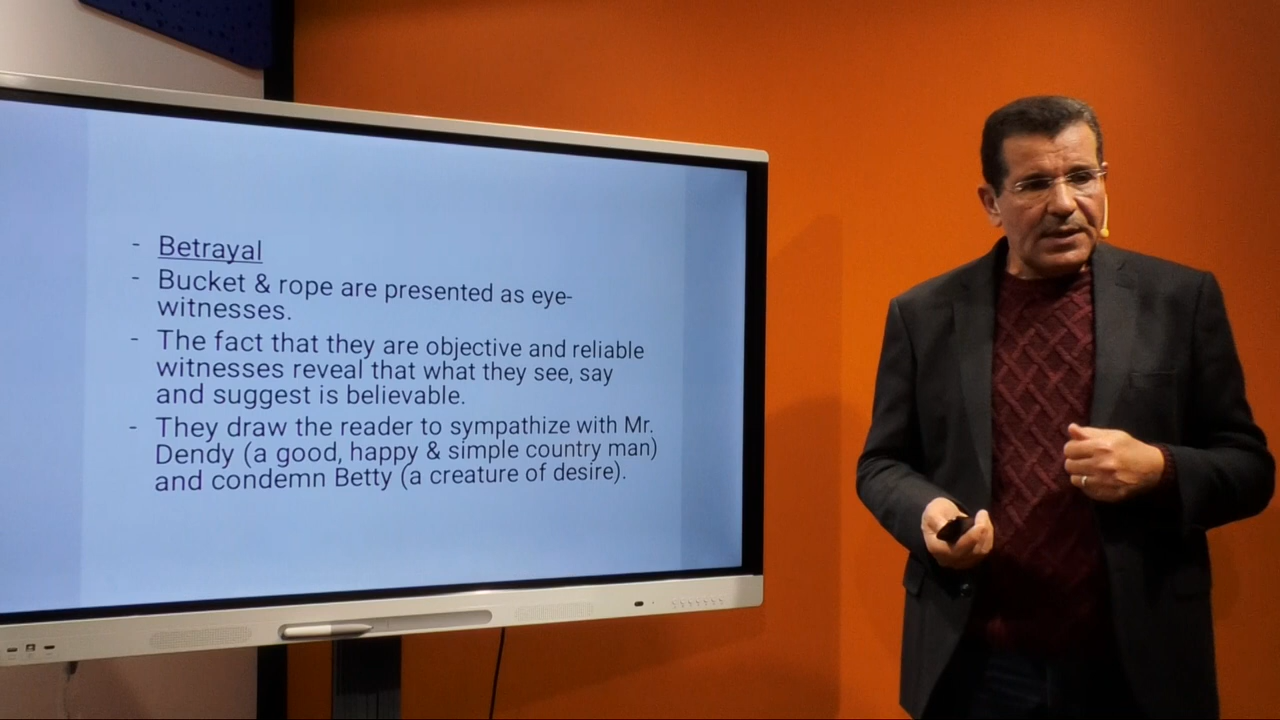 - Betrayal
- Bucket & rope are presented as eye-
witnesses.
- The fact that they are objective and reliable
witnesses reveal that what they see, say
and suggest is believable.
- They draw the reader to sympathize with Mr.
Dendy (a good, happy & simple country man)
and condemn Betty (a creature of desire).